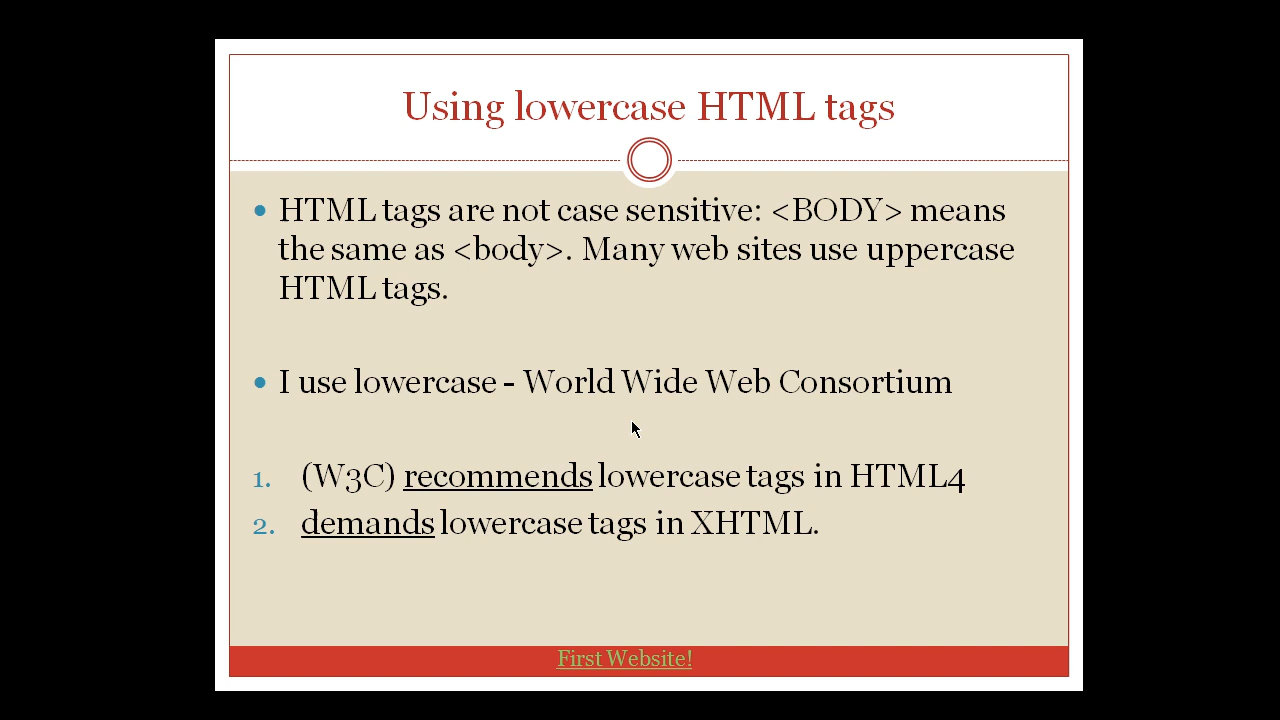 Using lowercase HTML tags
• HTML tags are not case sensitive: <BODY> means
the same as <body>. Many web sites use uppercase
HTML tags.
• I use lowercase - World Wide Web Consortium
1. (W3C) recommends lowercase tags in HTML4
2. demands lowercase tags in XHTML.
First Website!